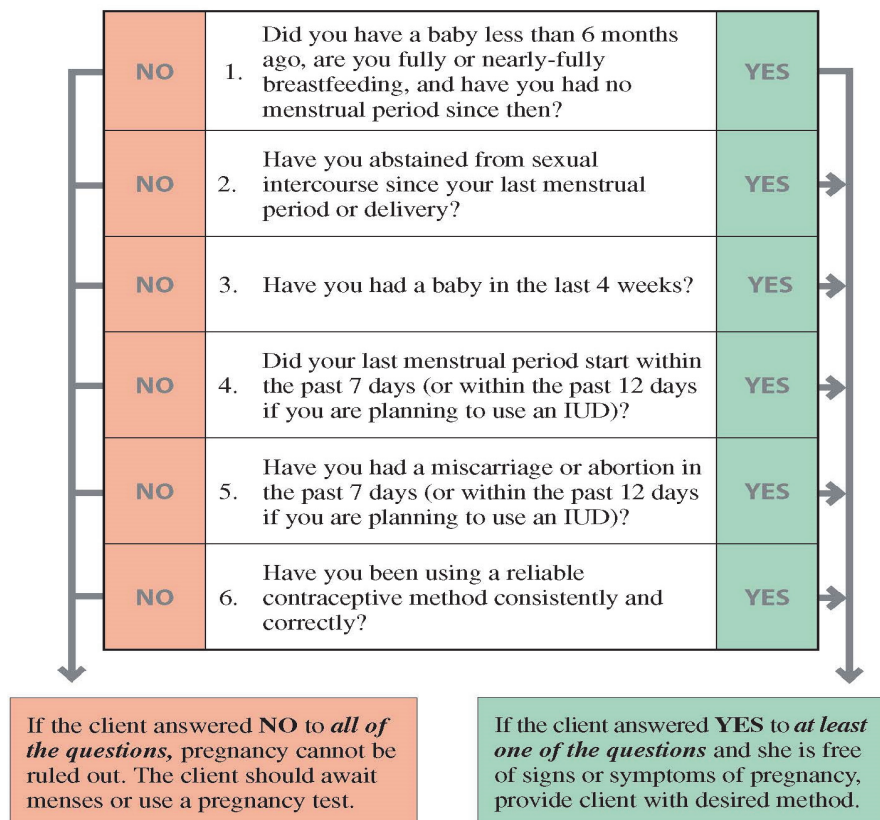 NO
1.
Did you have a baby less than 6 months
ago, are you fully or nearly-fully
breastfeeding, and have you had no
menstrual period since then?
YES
NO
2.
Have you abstained from sexual
intercourse since your last menstrual
period or delivery?
YES
NO
3.
Have you had a baby in the last 4 weeks?
YES
NO
4.
Did your last menstrual period start within
the past 7 days (or within the past 12 days
if you are planning to use an IUD)?
YES
NO
5.
Have you had a miscarriage or abortion in
the past 7 days (or within the past 12 days
if you are planning to use an IUD)?
YES
NO
6.
Have you been using a reliable
contraceptive method consistently and
correctly?
YES
If the client answered NO to all of
the questions, pregnancy cannot be
ruled out. The client should await
menses or use a pregnancy test.
If the client answered YES to at least
one of the questions and she is free
of signs or symptoms of pregnancy,
provide client with desired method.